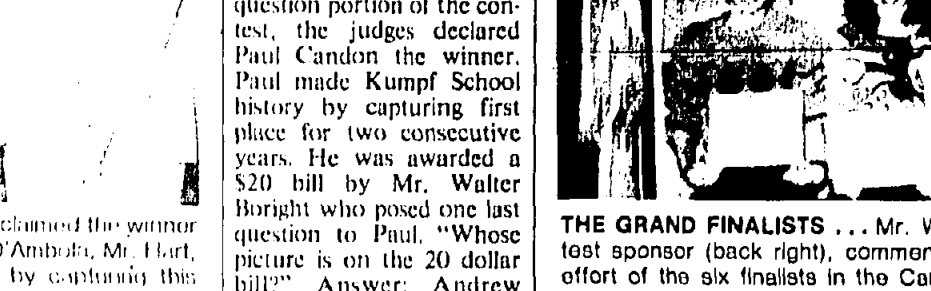 claimed the winner
D'Ambola, Mr. Hart,
by capturing this
question portion of the con-
test, the judges declared
Paul Candon the winner.
Paul made Kumpf School
history by capturing first
place for two consecutive
years. He was awarded a
$20 bill by Mr. Walter
Boright who posed one last
question to Paul, "Whose
picture is on the 20 dollar
bill?" Answer: Andrew
THE GRAND FINALISTS ... Mr. W
test sponsor (back right), commen
effort of the six finalists in the Ca